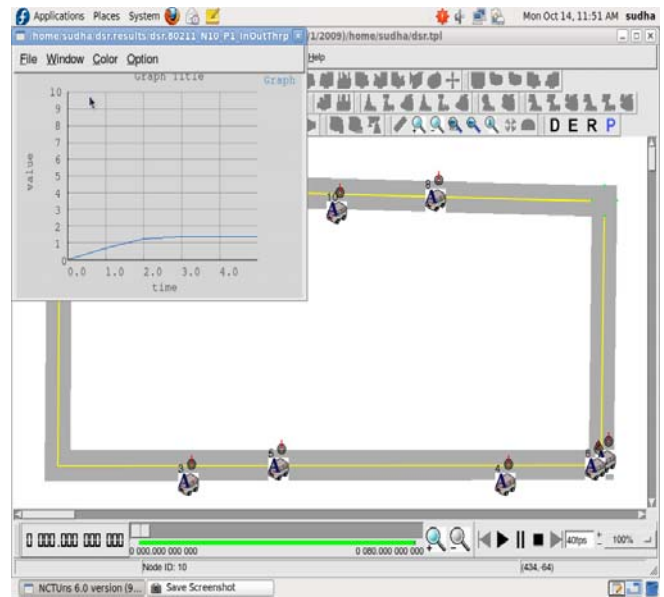 Applications Places System Mon Oct 14, 11:51 AM sudha
/home/sudha/dsr.results/dsr.80211_N10_P1_InOutThrp
1/2009)/home/sudha/dsr.tpl
File Window Color Option
Help
Graph Title
Graph
D E R P
10
9
8
7
6
5
4
3
2
1
0
value
0.0 1.0 2.0 3.0 4.0
time
10
8
3
5
4
6
0 000 .000 000 000
0 000.000 000 000
0 080.000 000 000
40fps
100%
Node ID: 10
(434,-64)
NCTUns 6.0 version (9...
Save Screenshot